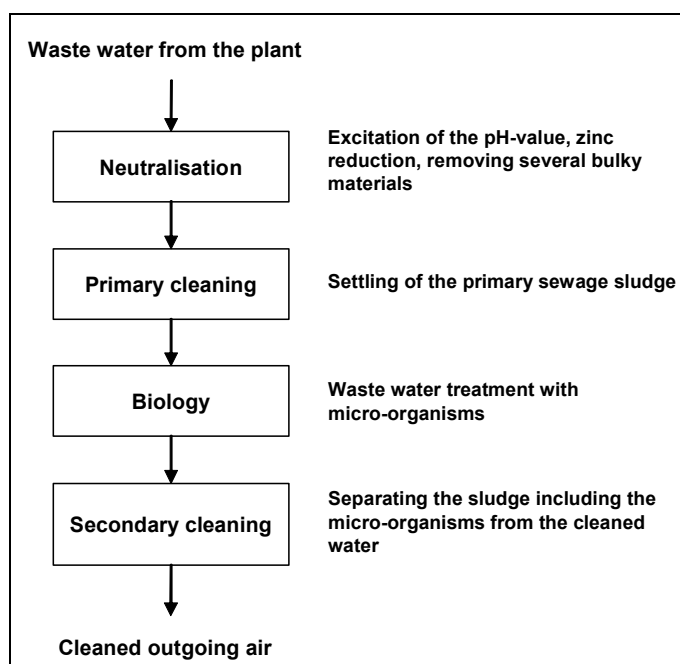 Waste water from the plant
Neutralisation
Excitation of the pH-value, zinc
reduction, removing several bulky
materials
Primary cleaning
Settling of the primary sewage sludge
Biology
Waste water treatment with
micro-organisms
Secondary cleaning
Separating the sludge including the
micro-organisms from the cleaned
water
Cleaned outgoing air